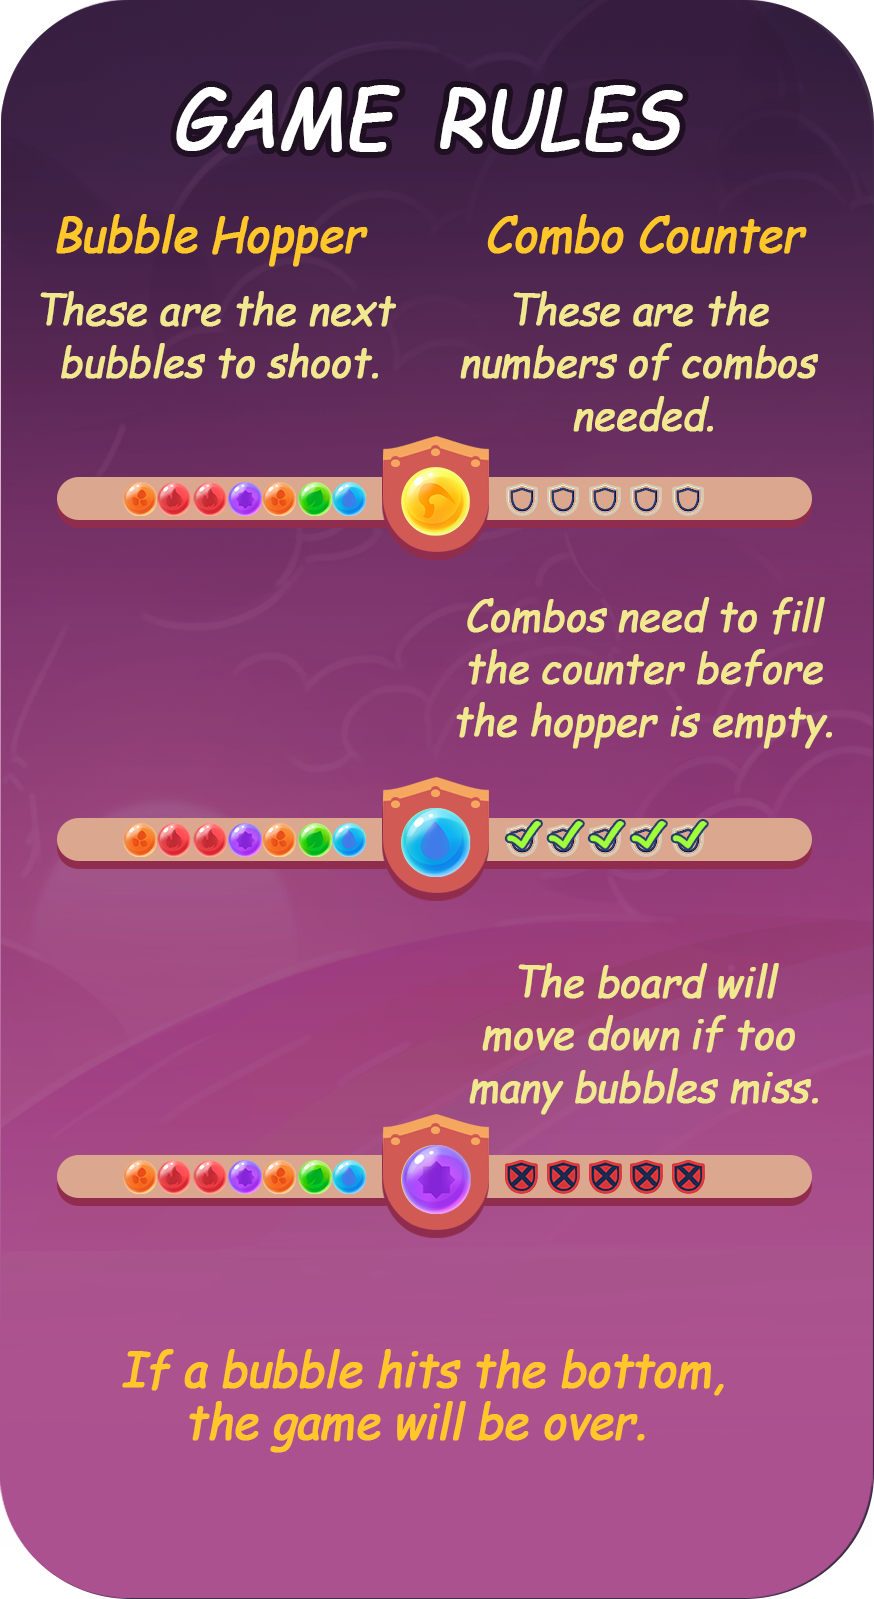 GAME RULES
Bubble Hopper
These are the next
bubbles to shoot.
Combo Counter
These are the
numbers of combos
needed.
Combos need to fill
the counter before
the hopper is empty.
The board will
move down if too
many bubbles miss.
If a bubble hits the bottom,
the game will be over.